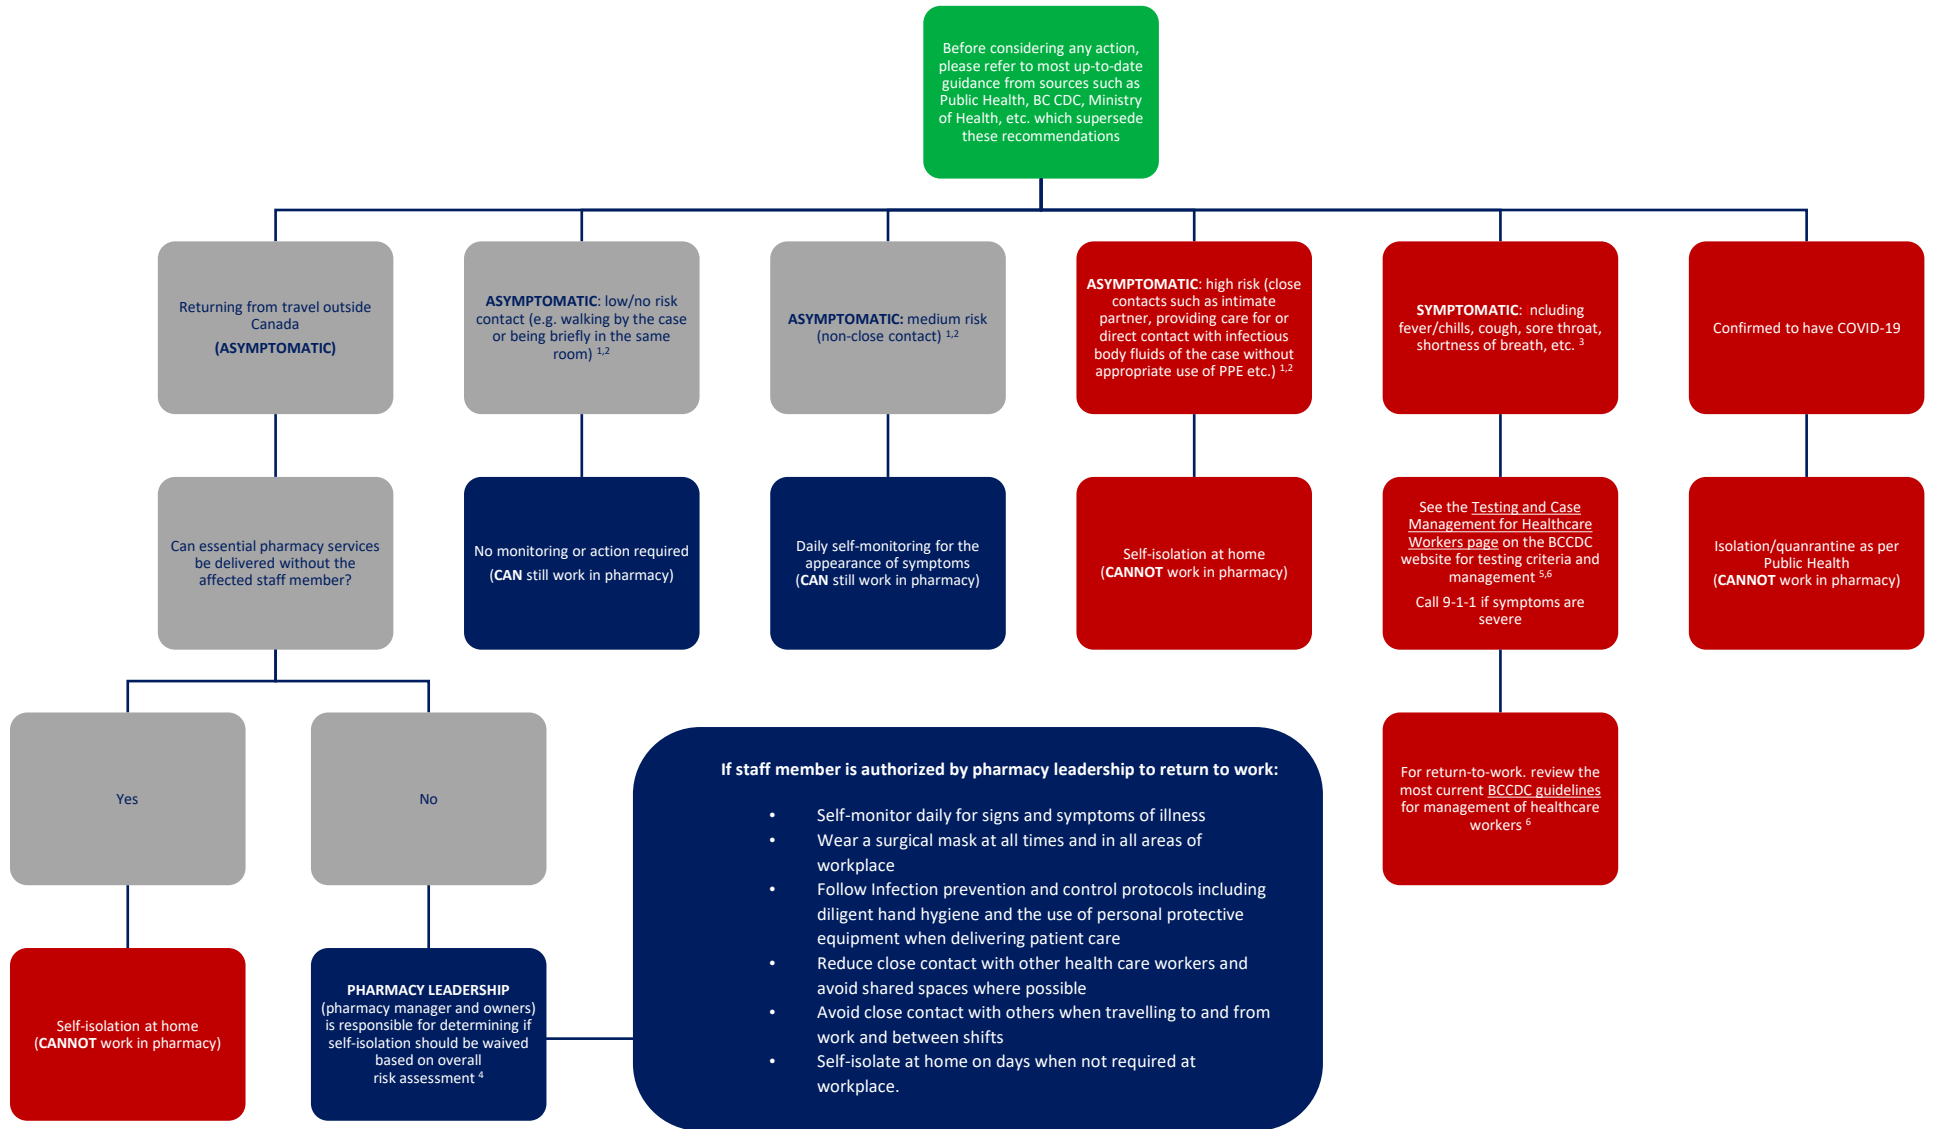 Before considering any action,
please refer to most up-to-date
guidance from sources such as
Public Health, BC CDC, Ministry
of Health, etc. which supersede
these recommendations
Returning from travel outside
Canada
(ASYMPTOMATIC)
ASYMPTOMATIC: low/no risk
contact (e.g. walking by the case
or being briefly in the same
room) 1,2
ASYMPTOMATIC: medium risk
(non-close contact) 1,2
ASYMPTOMATIC: high risk (close
contacts such as intimate
partner, providing care for or
direct contact with infectious
body fluids of the case without
appropriate use of PPE etc.) 1,2
SYMPTOMATIC: ncluding
fever/chills, cough, sore throat,
shortness of breath, etc. 3
Confirmed to have COVID-19
Can essential pharmacy services
be delivered without the
affected staff member?
No monitoring or action required
(CAN still work in pharmacy)
Daily self-monitoring for the
appearance of symptoms
(CAN still work in pharmacy)
Self-isolation at home
(CANNOT work in pharmacy)
See the Testing and Case
Management for Healthcare
Workers page on the BCCDC
website for testing criteria and
management 5,6
Call 9-1-1 if symptoms are
severe
Isolation/quanrantine as per
Public Health
(CANNOT work in pharmacy)
Yes
No
If staff member is authorized by pharmacy leadership to return to work:
• Self-monitor daily for signs and symptoms of illness
• Wear a surgical mask at all times and in all areas of
workplace
• Follow Infection prevention and control protocols including
diligent hand hygiene and the use of personal protective
equipment when delivering patient care
• Reduce close contact with other health care workers and
avoid shared spaces where possible
• Avoid close contact with others when travelling to and from
work and between shifts
• Self-isolate at home on days when not required at
workplace.
For return-to-work. review the
most current BCCDC guidelines
for management of healthcare
workers 6
Self-isolation at home
(CANNOT work in pharmacy)
PHARMACY LEADERSHIP
(pharmacy manager and owners)
is responsible for determining if
self-isolation should be waived
based on overall
risk assessment 4